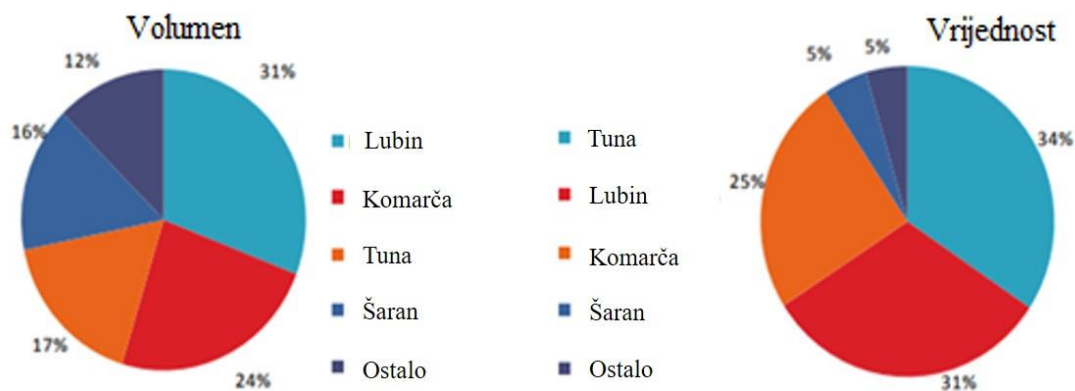 Volumen
12%
31%
16%
17%
24%
Lubin
Komarča
Tuna
Šaran
Ostalo
Tuna
Lubin
Komarča
Šaran
Ostalo
Vrijednost
5%
5%
34%
25%
31%